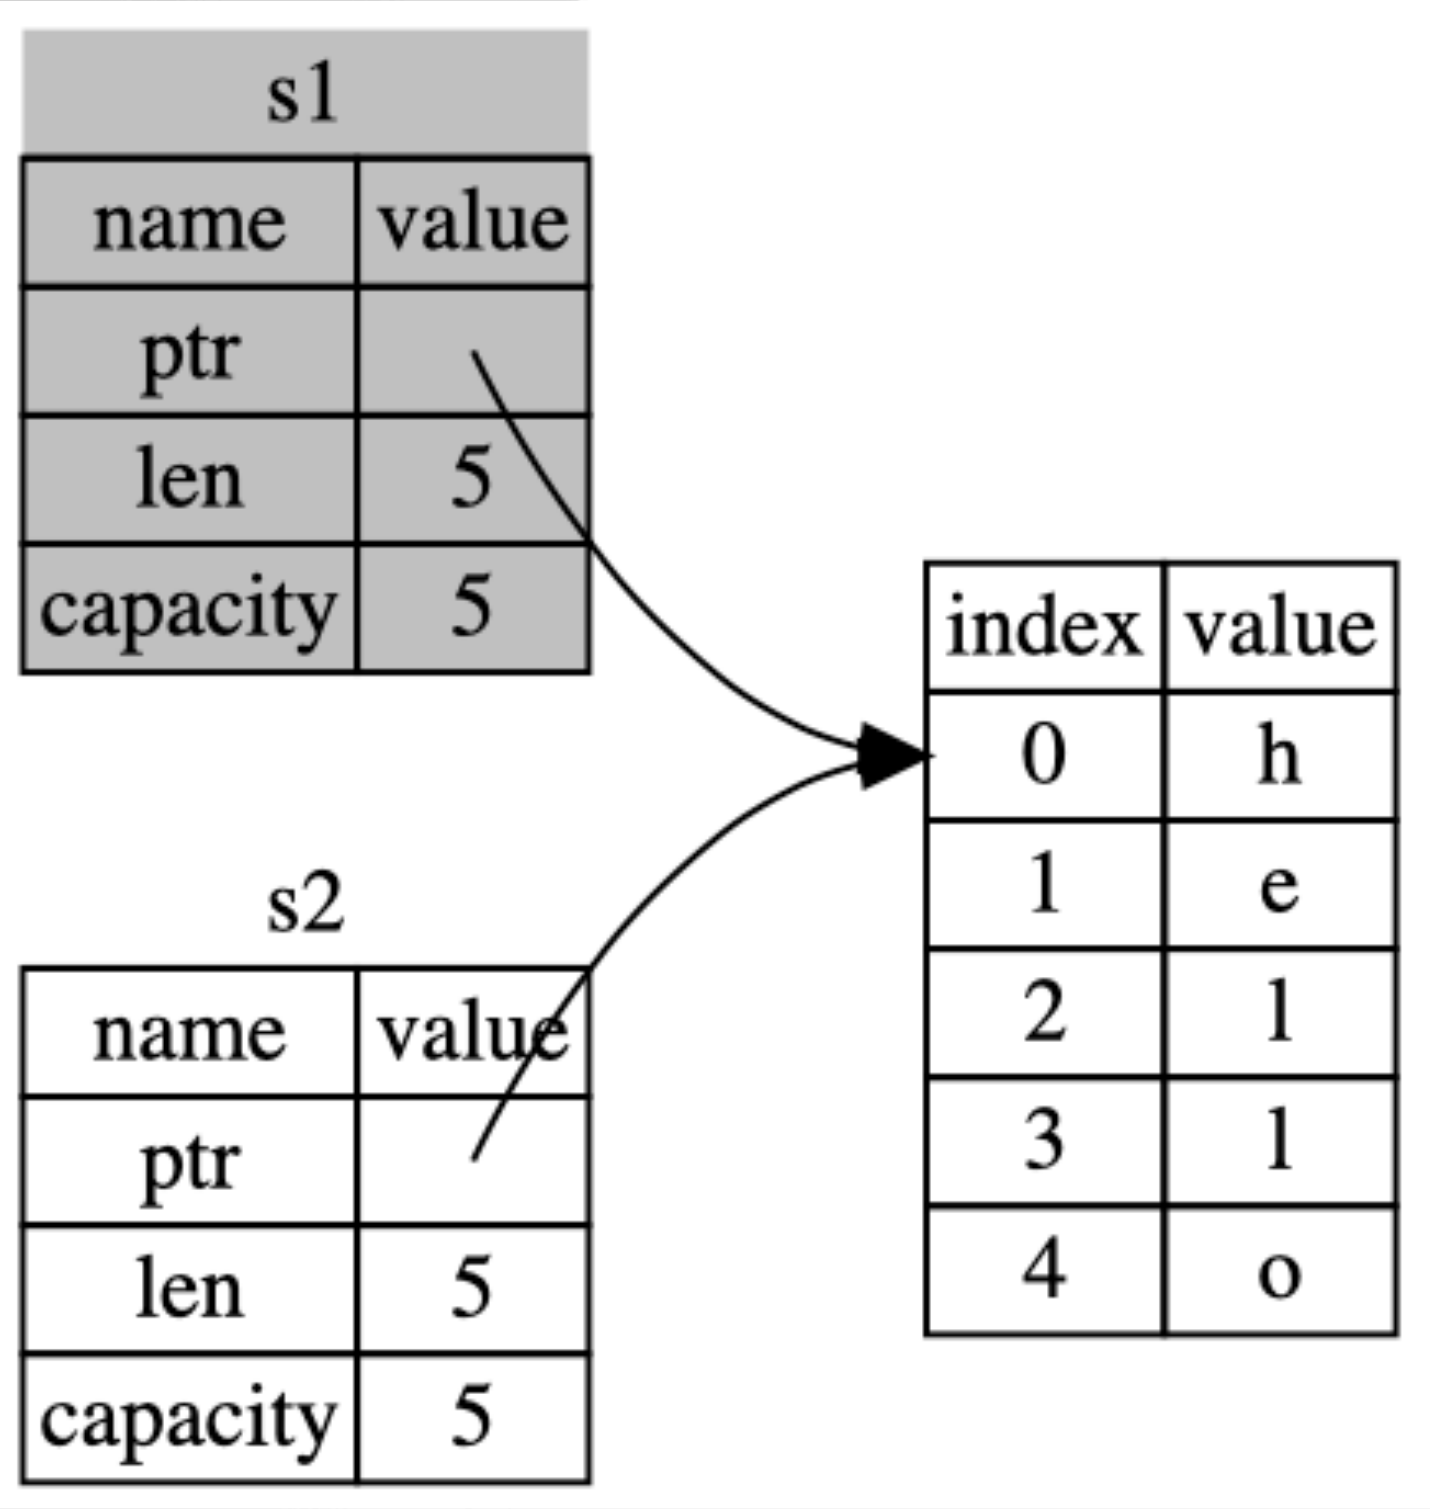 s1
name value
ptr
len 5
capacity 5
s2
name value
ptr
len 5
capacity 5
index value
0 h
1 e
2 l
3 l
4 o